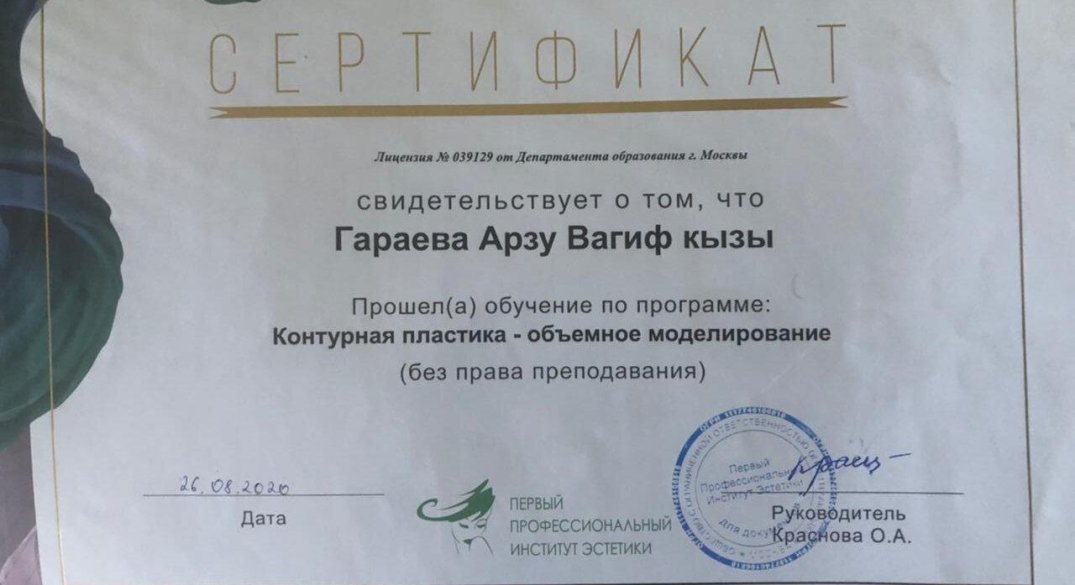 СЕРТИФИКАТ
Лицензия № 039129 от Департамента образования г. Москвы
свидетельствует о том, что
Гараева Арзу Вагиф кызы
Прошел(а) обучение по программе:
Контурная пластика - объемное моделирование
(без права преподавания)
26.08.2020
Дата
ПЕРВЫЙ
ПРОФЕССИОНАЛЬНЫЙ
ИНСТИТУТ ЭСТЕТИКИ
Первый
Профессиональный
Институт Эстетики
для документов
Руководитель
Краснова О.А.